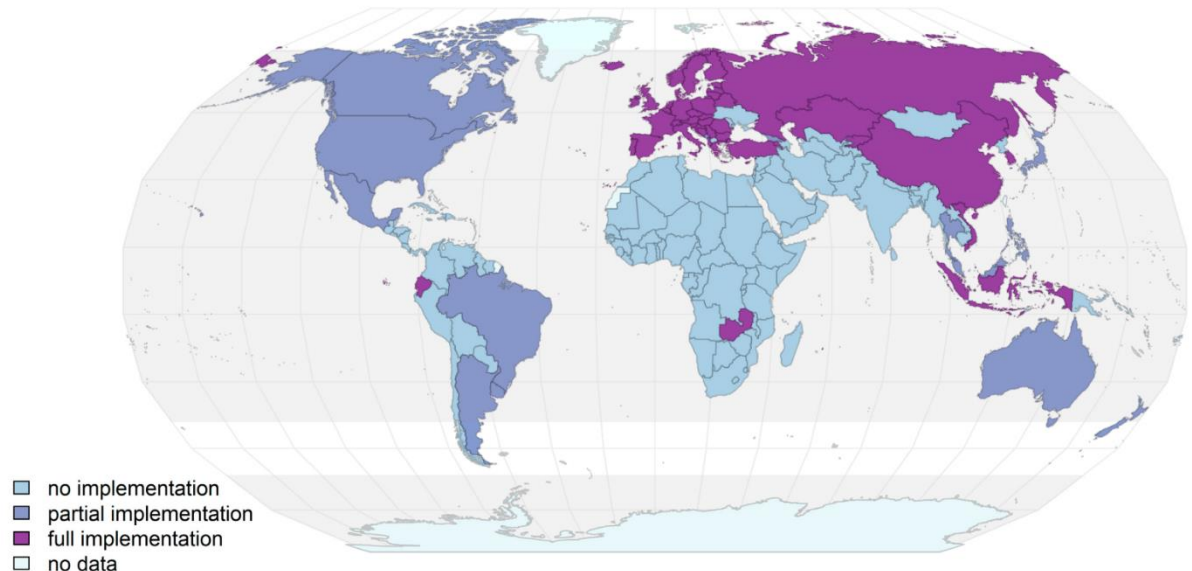 no implementation
partial implementation
full implementation
no data